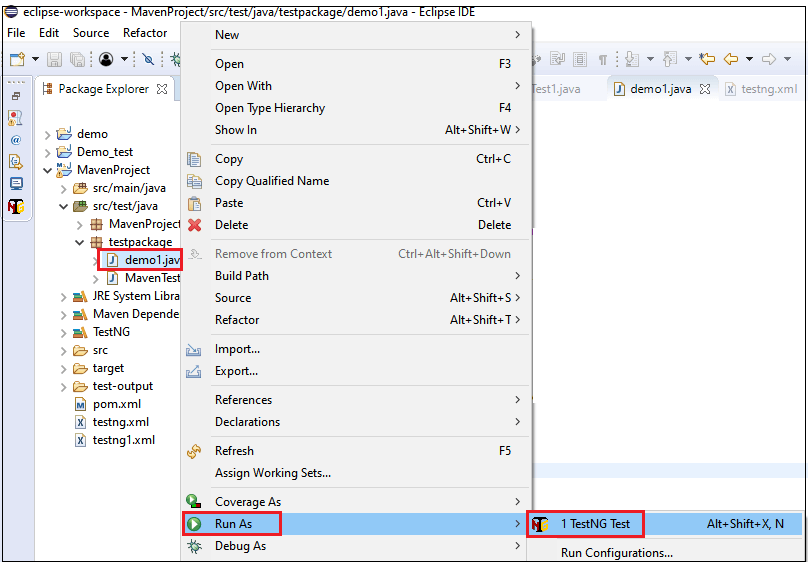 eclipse-workspace - MavenProject/src/test/java/testpackage/demo1.java - Eclipse IDE
File Edit Source Refactor
Package Explorer
Test1.java
demo1.java
testng.xml
demo
Demo_test
MavenProject
src/main/java
src/test/java
MavenProject
testpackage
demo1.jav
MavenTest
JRE System Libra
Maven Depende
TestNG
src
target
test-output
pom.xml
testng.xml
testng1.xml
New
Open F3
Open With
Open Type Hierarchy F4
Show In Alt+Shift+W
Copy Ctrl+C
Copy Qualified Name
Paste Ctrl+V
Delete Delete
Remove from Context Ctrl+Alt+Shift+Down
Build Path
Source Alt+Shift+S
Refactor Alt+Shift+T
Import...
Export...
References
Declarations
Refresh F5
Assign Working Sets...
Coverage As
Run As
Debug As
1 TestNG Test Alt+Shift+X, N
Run Configurations...